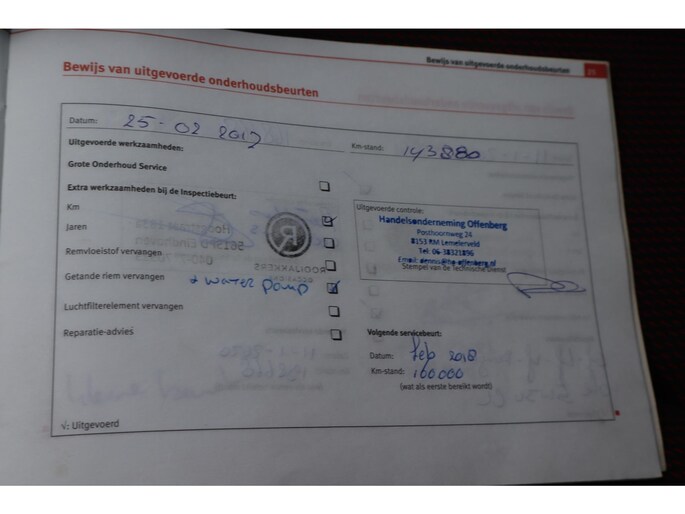 Bewijs van uitgevoerde onderhoudsbeurten
Bewijs van uitgevoerde onderhoudsbeurten
Datum: 25-02 2017
Km-stand: 143880
Uitgevoerde werkzaamheden:
Grote Onderhoud Service
Extra werkzaamheden bij de Inspectiebeurt:
Km
Jaren
Remvloeistof vervangen
Getande riem vervangen + water pomp
Luchtfilterelement vervangen
Reparatie-advies
Uitgevoerde controle:
Handelsonderneming Offenberg
Posthoornweg 24
8153 RM Lemelerveld
Tel: 06-38321896
Stempel van de Technische Dienst
Volgende servicebeurt:
Datum: feb 2018
Km-stand: 160.000
(wat als eerste bereikt wordt)
√: Uitgevoerd